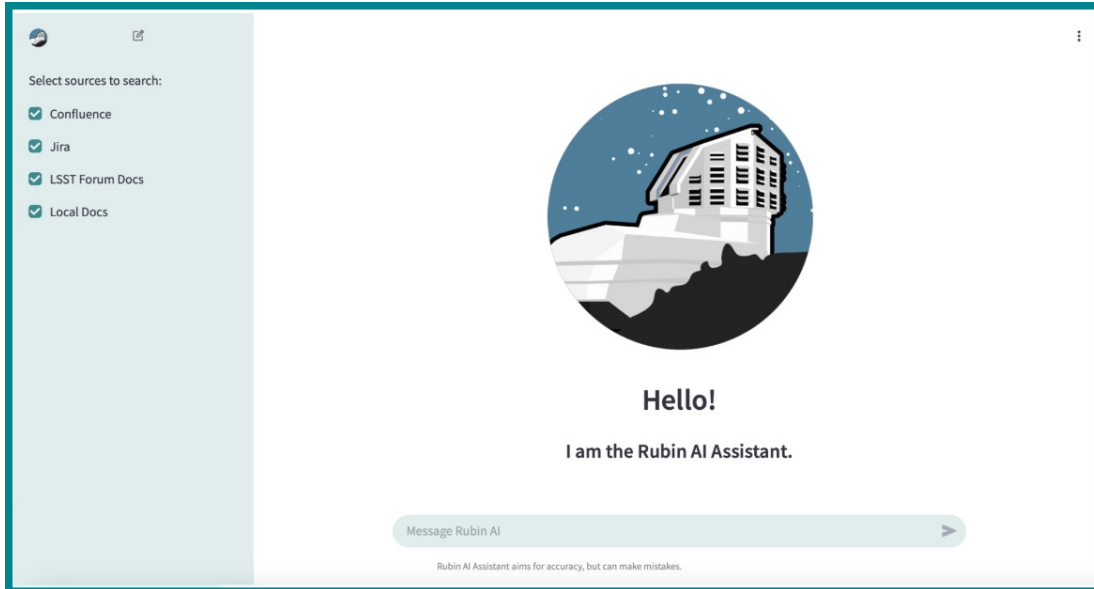 Select sources to search:
Confluence
Jira
LSST Forum Docs
Local Docs
Hello!
I am the Rubin AI Assistant.
Message Rubin AI
Rubin AI Assistant aims for accuracy, but can make mistakes.